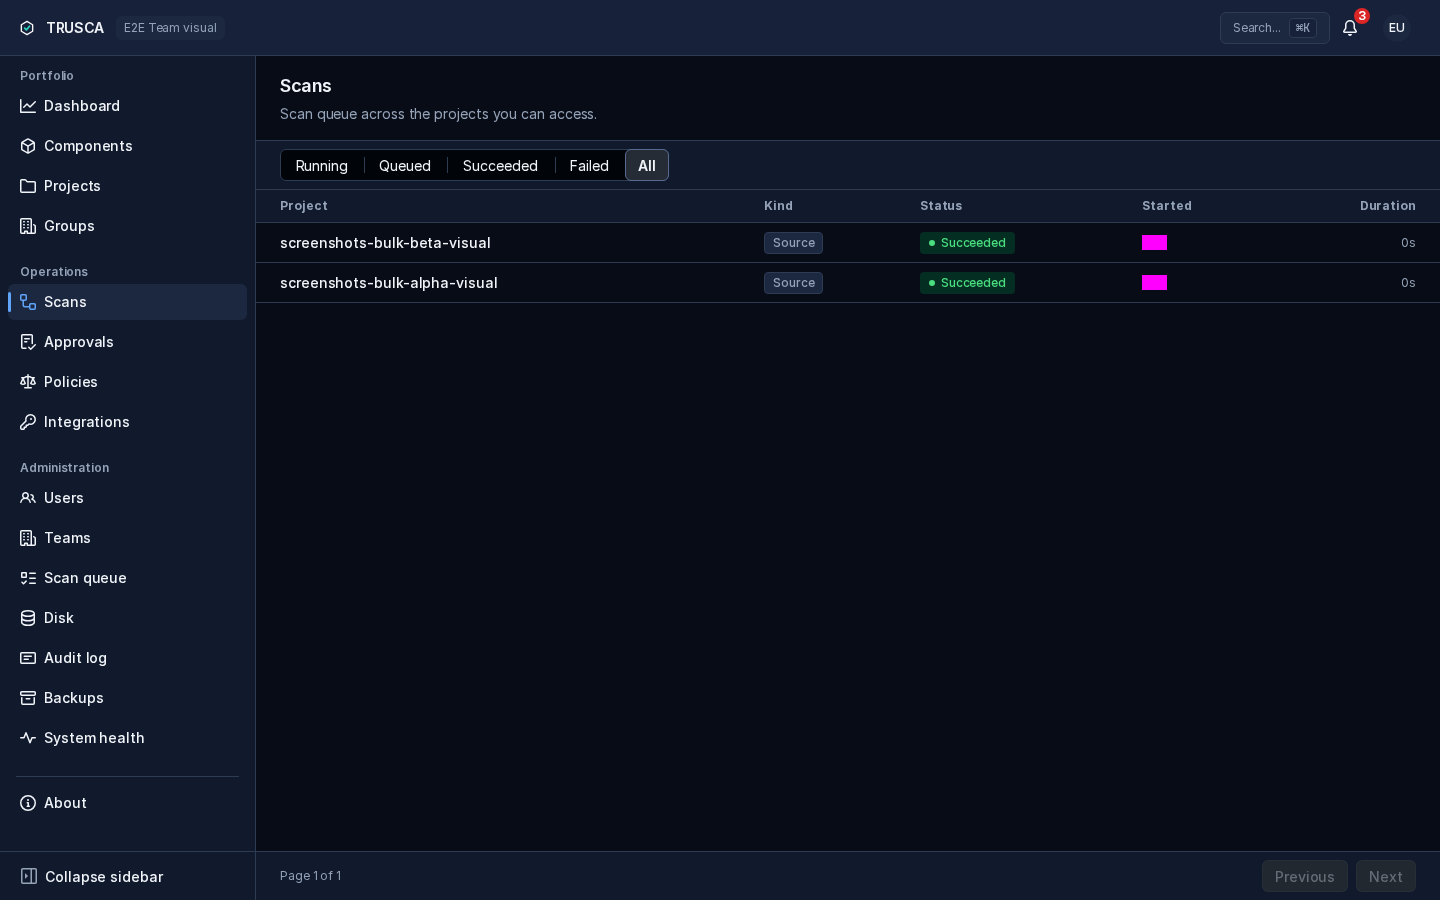 TRUSCA E2E Team visual Search... ⌘K 3 EU
Portfolio
Dashboard
Components
Projects
Groups
Operations
Scans
Approvals
Policies
Integrations
Administration
Users
Teams
Scan queue
Disk
Audit log
Backups
System health
About
Collapse sidebar
Scans
Scan queue across the projects you can access.
Running Queued Succeeded Failed All
Project Kind Status Started Duration
screenshots-bulk-beta-visual Source Succeeded 0s
screenshots-bulk-alpha-visual Source Succeeded 0s
Page 1 of 1 Previous Next